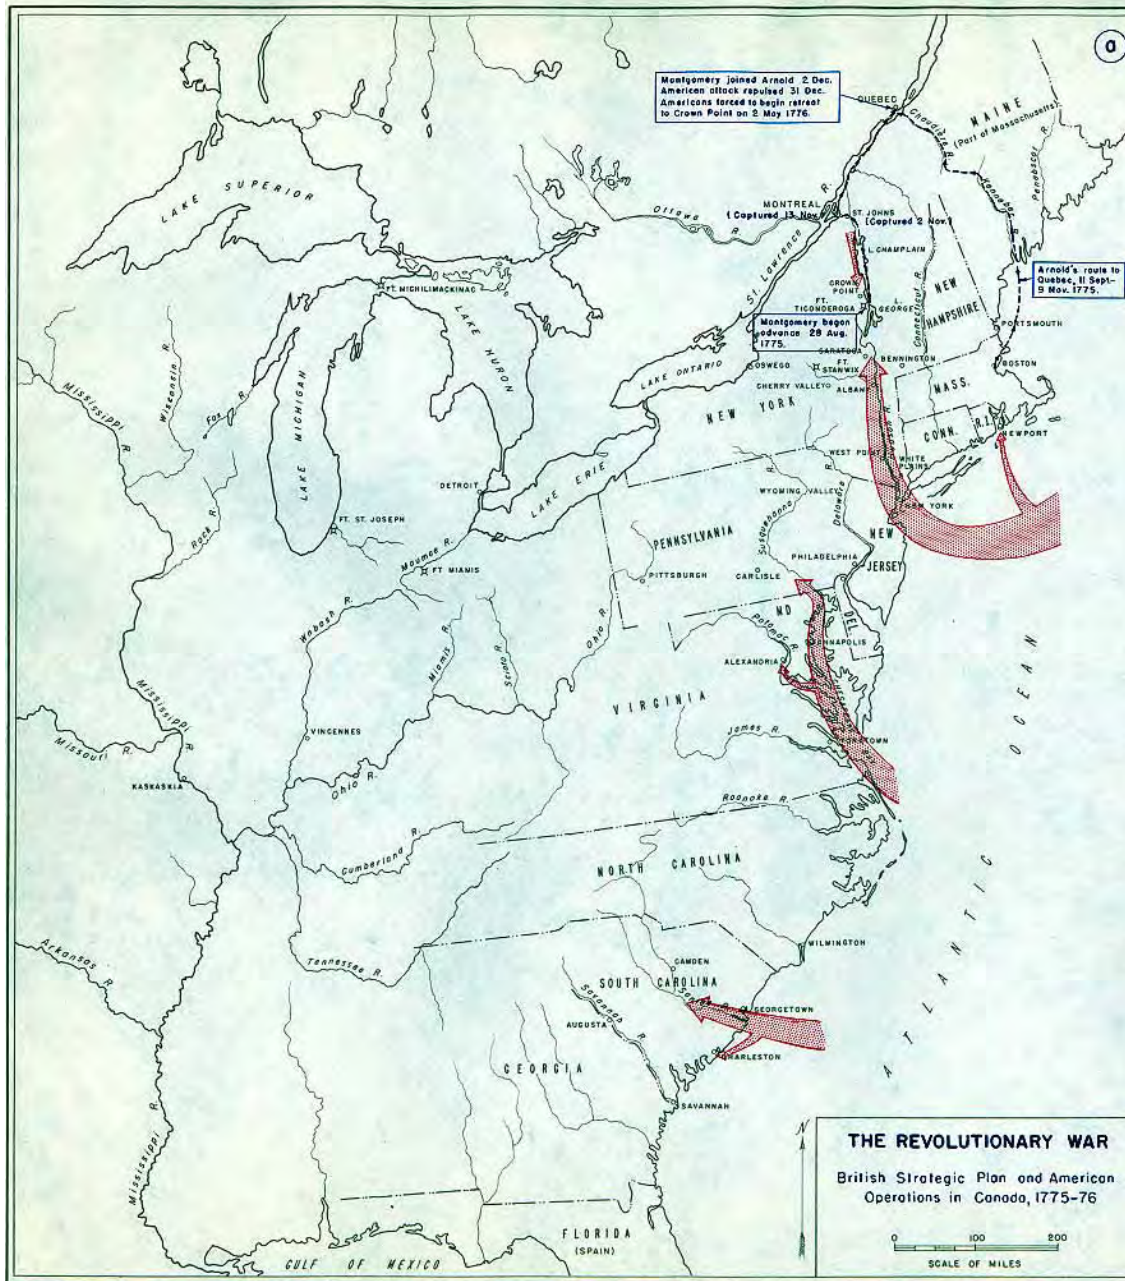 a
Montgomery joined Arnold 2 Dec.
American attack repulsed 31 Dec.
Americans forced to begin retreat
to Crown Point on 2 May 1776.
QUEBEC
Chaudière R.
MAINE
(Part of Massachusetts)
Penobscot R.
Kennebec R.
LAKE SUPERIOR
Ottawa R.
MONTREAL
(Captured 13 Nov.)
ST. JOHNS
(Captured 2 Nov.)
St. Lawrence R.
L. CHAMPLAIN
Arnold's route to
Quebec, 11 Sept-
9 Nov. 1775.
FT. MICHILIMACKINAC
CROWN
POINT
FT.
TICONDEROGA
L.
GEORGE
Connecticut R.
NEW
HAMPSHIRE
PORTSMOUTH
Montgomery began
advance 28 Aug.
1775.
LAKE HURON
SARATOGA
BENNINGTON
BOSTON
Mississippi R.
Wisconsin R.
Fox R.
LAKE MICHIGAN
LAKE ONTARIO
OSWEGO
FT.
STANWIX
CHERRY VALLEY
ALBANY
MASS.
NEW YORK
CONN.
R.I.
NEWPORT
WEST POINT
WHITE
PLAINS
DETROIT
LAKE ERIE
WYOMING VALLEY
NEW YORK
Rock R.
FT. ST. JOSEPH
Susquehanna R.
Delaware R.
NEW
JERSEY
PENNSYLVANIA
PHILADELPHIA
Maumee R.
FT MIAMIS
PITTSBURGH
CARLISLE
MD
DEL.
Wabash R.
Miamis R.
Scioto R.
Ohio R.
Potomac R.
ANNAPOLIS
ALEXANDRIA
VIRGINIA
Mississippi R.
Missouri R.
VINCENNES
James R.
KASKASKIA
Ohio R.
Roanoke R.
Cumberland R.
NORTH CAROLINA
ATLANTIC OCEAN
WILMINGTON
Arkansas R.
Tennessee R.
CAMDEN
SOUTH CAROLINA
Savannah R.
GEORGETOWN
AUGUSTA
CHARLESTON
GEORGIA
SAVANNAH
Mississippi R.
N
THE REVOLUTIONARY WAR
British Strategic Plan and American
Operations in Canada, 1775-76
0 100 200
SCALE OF MILES
FLORIDA
(SPAIN)
GULF OF MEXICO